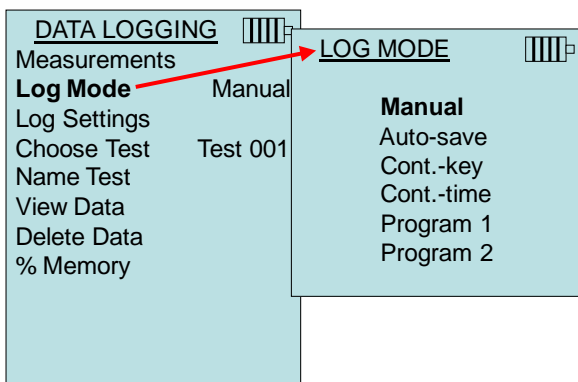 DATA LOGGING
Measurements
Log Mode Manual
Log Settings
Choose Test Test 001
Name Test
View Data
Delete Data
% Memory
LOG MODE
Manual
Auto-save
Cont.-key
Cont.-time
Program 1
Program 2